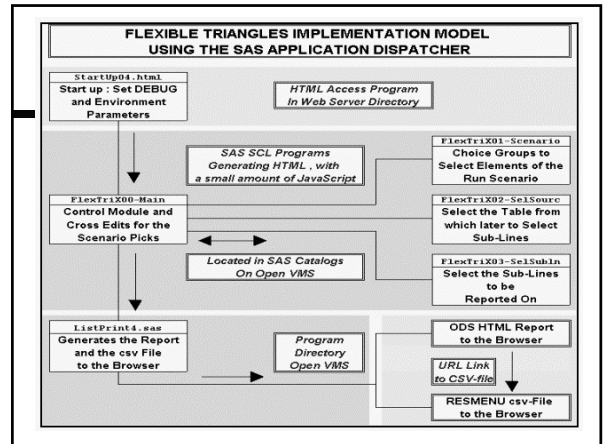 FLEXIBLE TRIANGLES IMPLEMENTATION MODEL
USING THE SAS APPLICATION DISPATCHER
StartUp04.html
Start up : Set DEBUG
and Environment
Parameters
HTML Access Program
In Web Server Directory
SAS SCL Programs
Generating HTML , with
a small amount of JavaScript
FlexTriX01-Scenario
Choice Groups to
Select Elements of the
Run Scenario
FlexTriX00-Main
Control Module and
Cross Edits for the
Scenario Picks
FlexTriX02-SelSourc
Select the Table from
which later to Select
Sub-Lines
Located in SAS Catalogs
On Open VMS
FlexTriX03-SelSubln
Select the Sub-Lines
to be
Reported On
ListPrint4.sas
Generates the Report
and the csv File
to the Browser
Program
Directory
Open VMS
ODS HTML Report
to the Browser
URL Link
to CSV-file
RESMENU csv-File
to the Browser